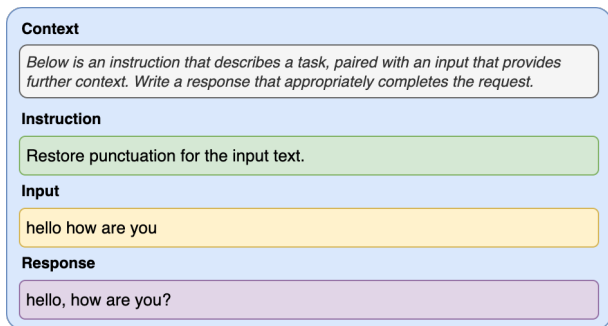 Context
Below is an instruction that describes a task, paired with an input that provides
further context. Write a response that appropriately completes the request.
Instruction
Restore punctuation for the input text.
Input
hello how are you
Response
hello, how are you?